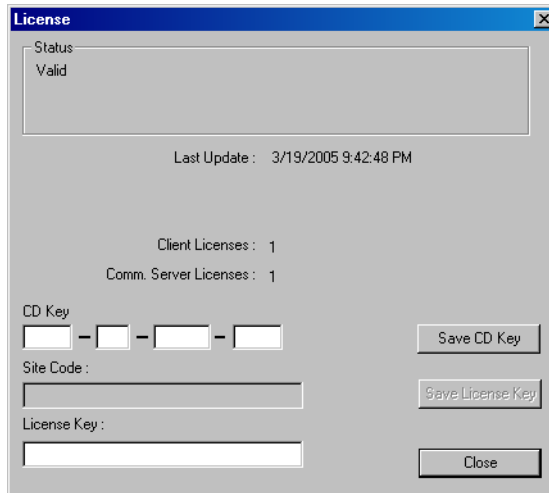 License
Status
Valid
Last Update : 3/19/2005 9:42:48 PM
Client Licenses : 1
Comm. Server Licenses : 1
CD Key
– – –
Save CD Key
Site Code :
Save License Key
License Key :
Close